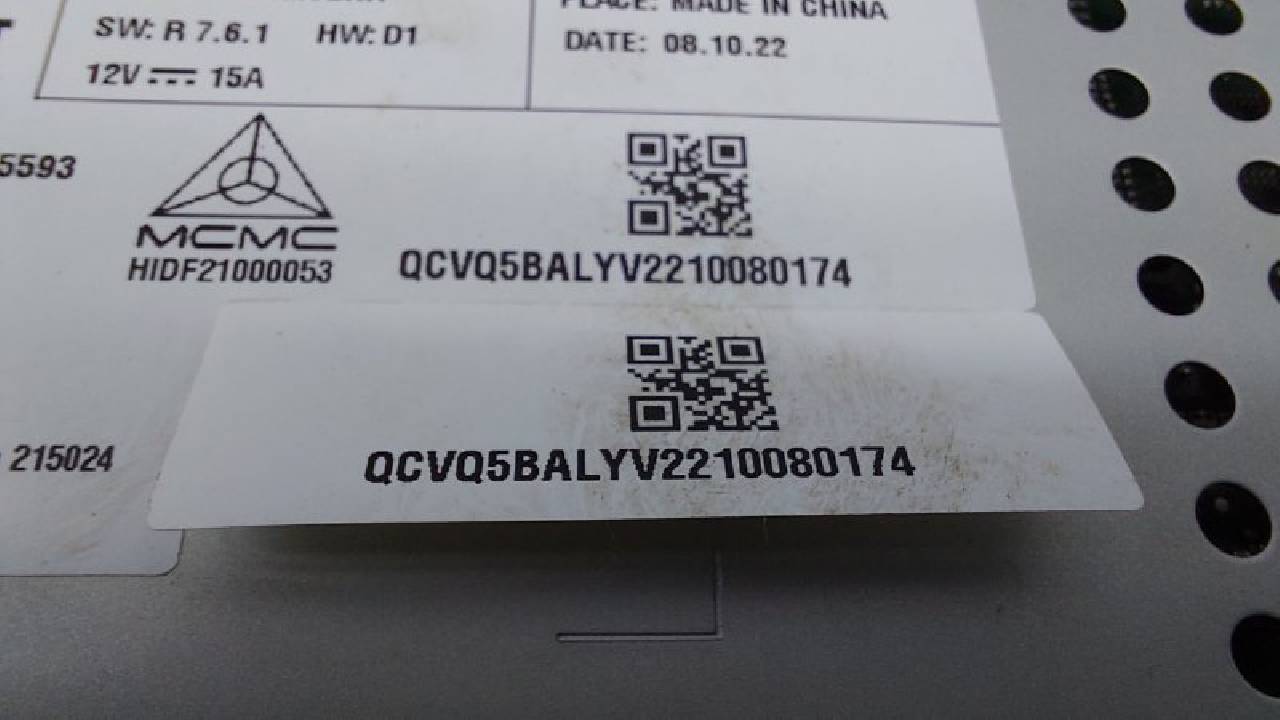 PLACE: MADE IN CHINA
SW: R 7.6.1 HW: D1
DATE: 08.10.22
12V 15A
5593
MCMC
HIDF21000053
QCVQ5BALYV2210080174
215024
QCVQ5BALYV2210080174